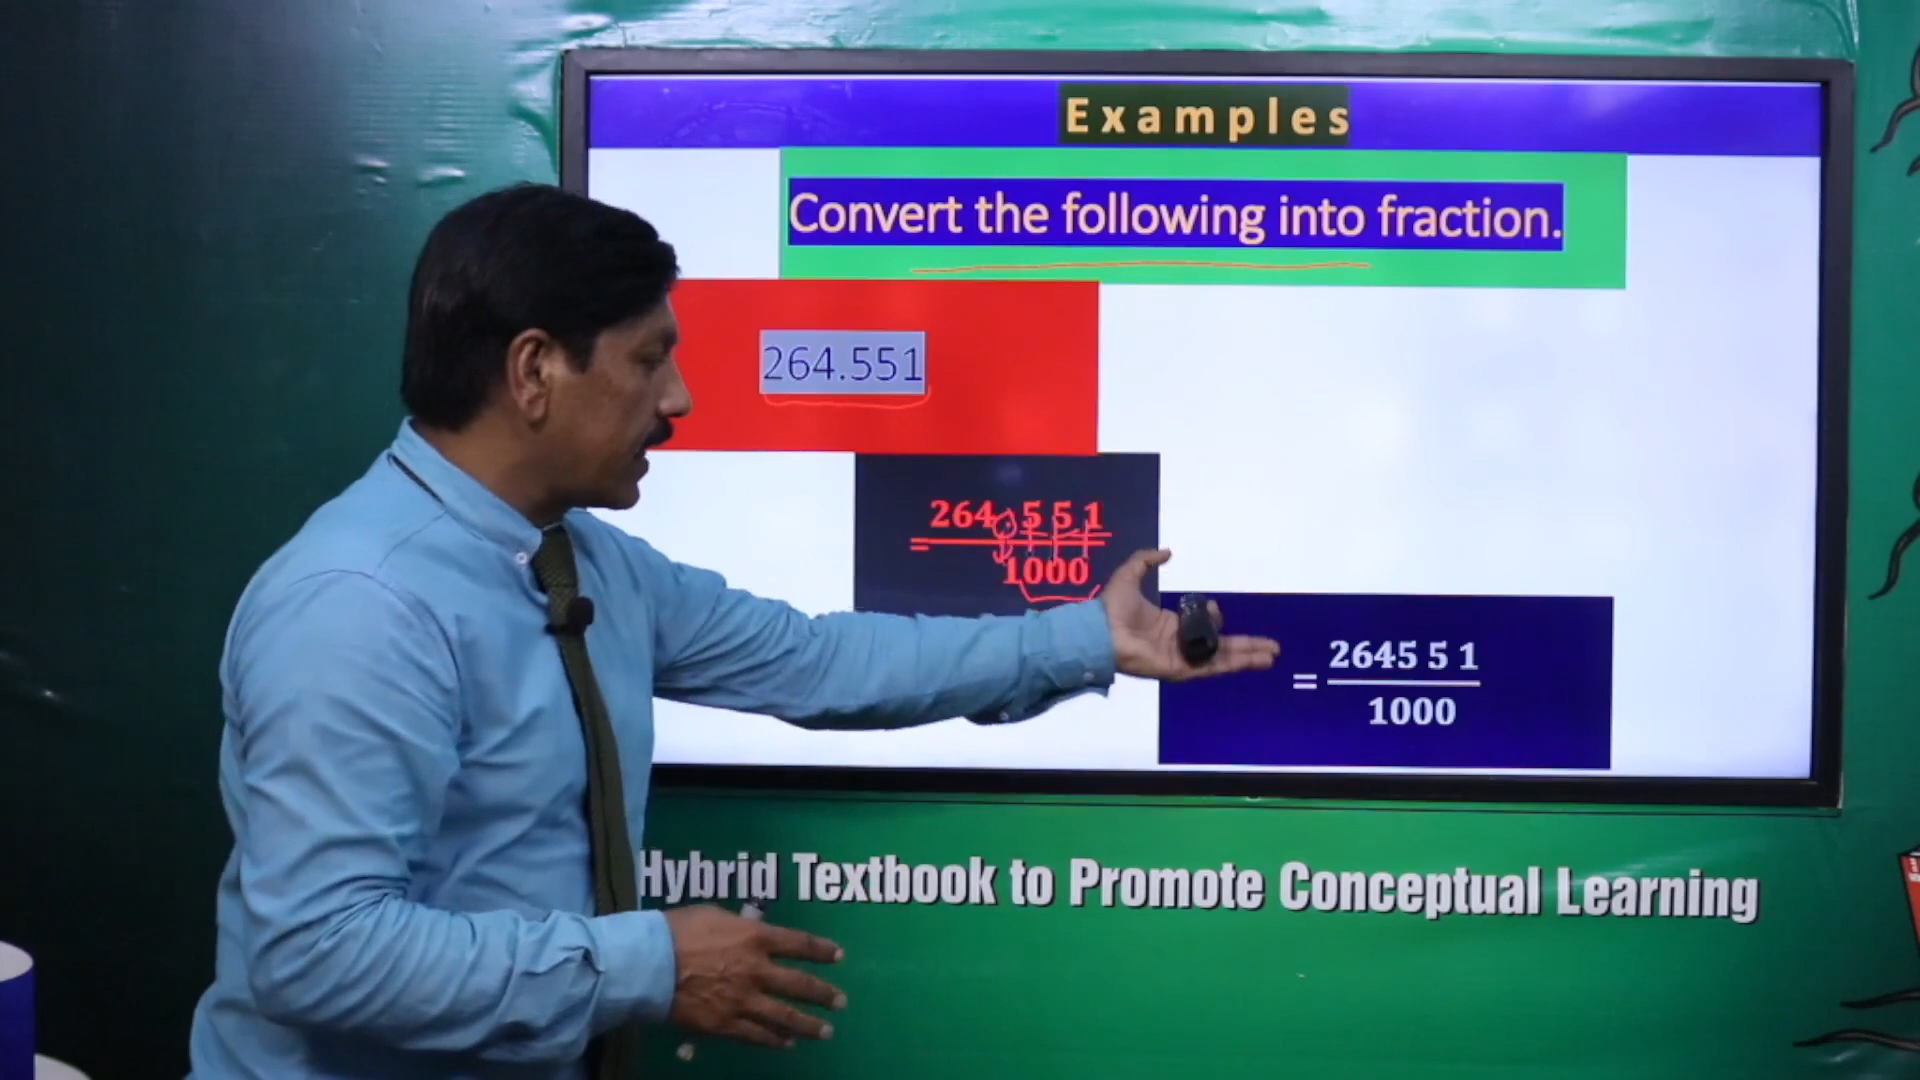 Examples
Convert the following into fraction.
264.551
264.551
=
1000
2645 5 1
=
1000
Hybrid Textbook to Promote Conceptual Learning